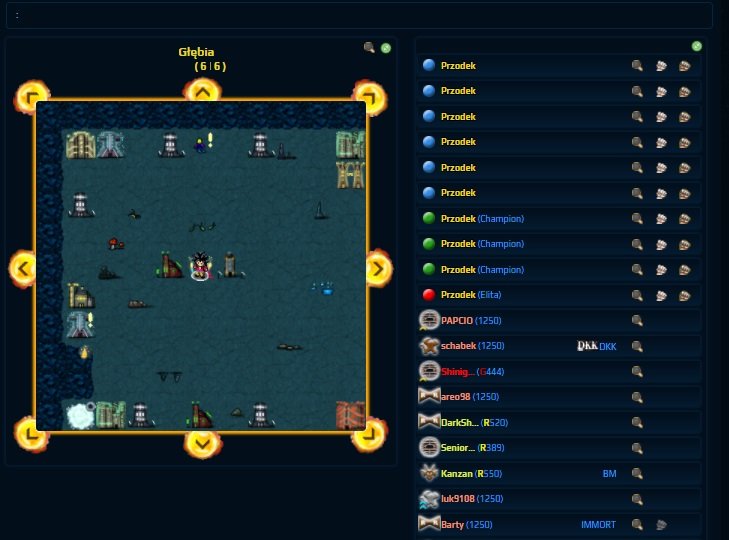 :
Głębia
( 6 | 6 )
Przodek
Przodek
Przodek
Przodek
Przodek
Przodek
Przodek (Champion)
Przodek (Champion)
Przodek (Champion)
Przodek (Elita)
PAPCIO (1250)
schabek (1250) DKK DKK
Shinig... (G444)
areo98 (1250)
DarkSh... (R520)
Senior... (R389)
Kanzan (R550) BM
luk9108 (1250)
Barty (1250) IMMORT